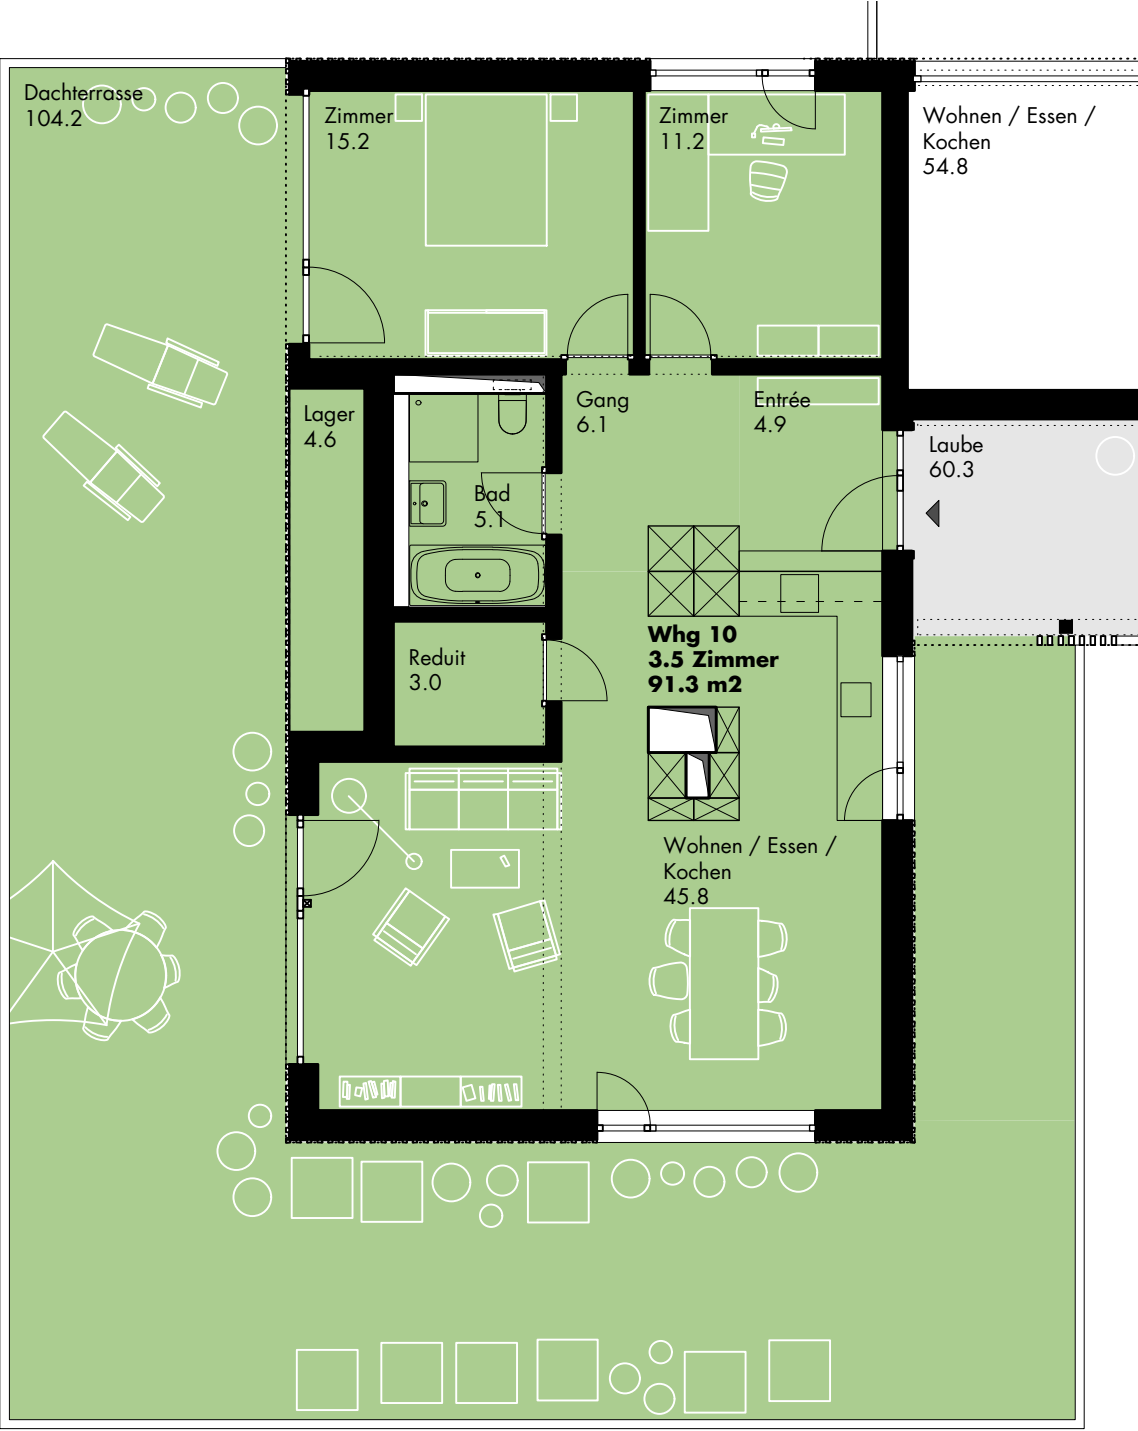 Dachterrasse
104.2
Zimmer
15.2
Zimmer
11.2
Wohnen / Essen /
Kochen
54.8
Lager
4.6
Gang
6.1
Entrée
4.9
Laube
60.3
Bad
5.1
Reduit
3.0
Whg 10
3.5 Zimmer
91.3 m2
Wohnen / Essen /
Kochen
45.8